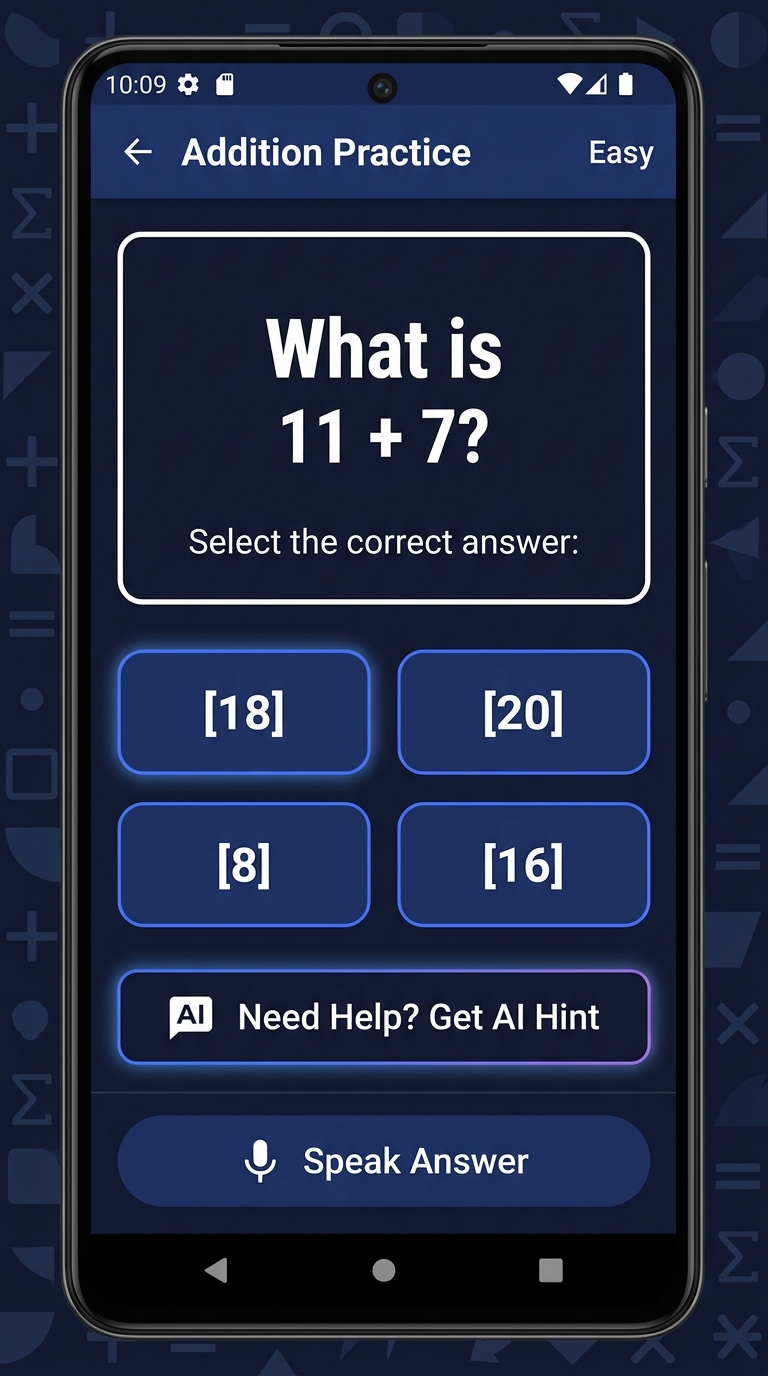 10:09
Addition Practice
Easy
What is
11 + 7?
Select the correct answer:
[18]
[20]
[8]
[16]
AI
Need Help? Get AI Hint
Speak Answer